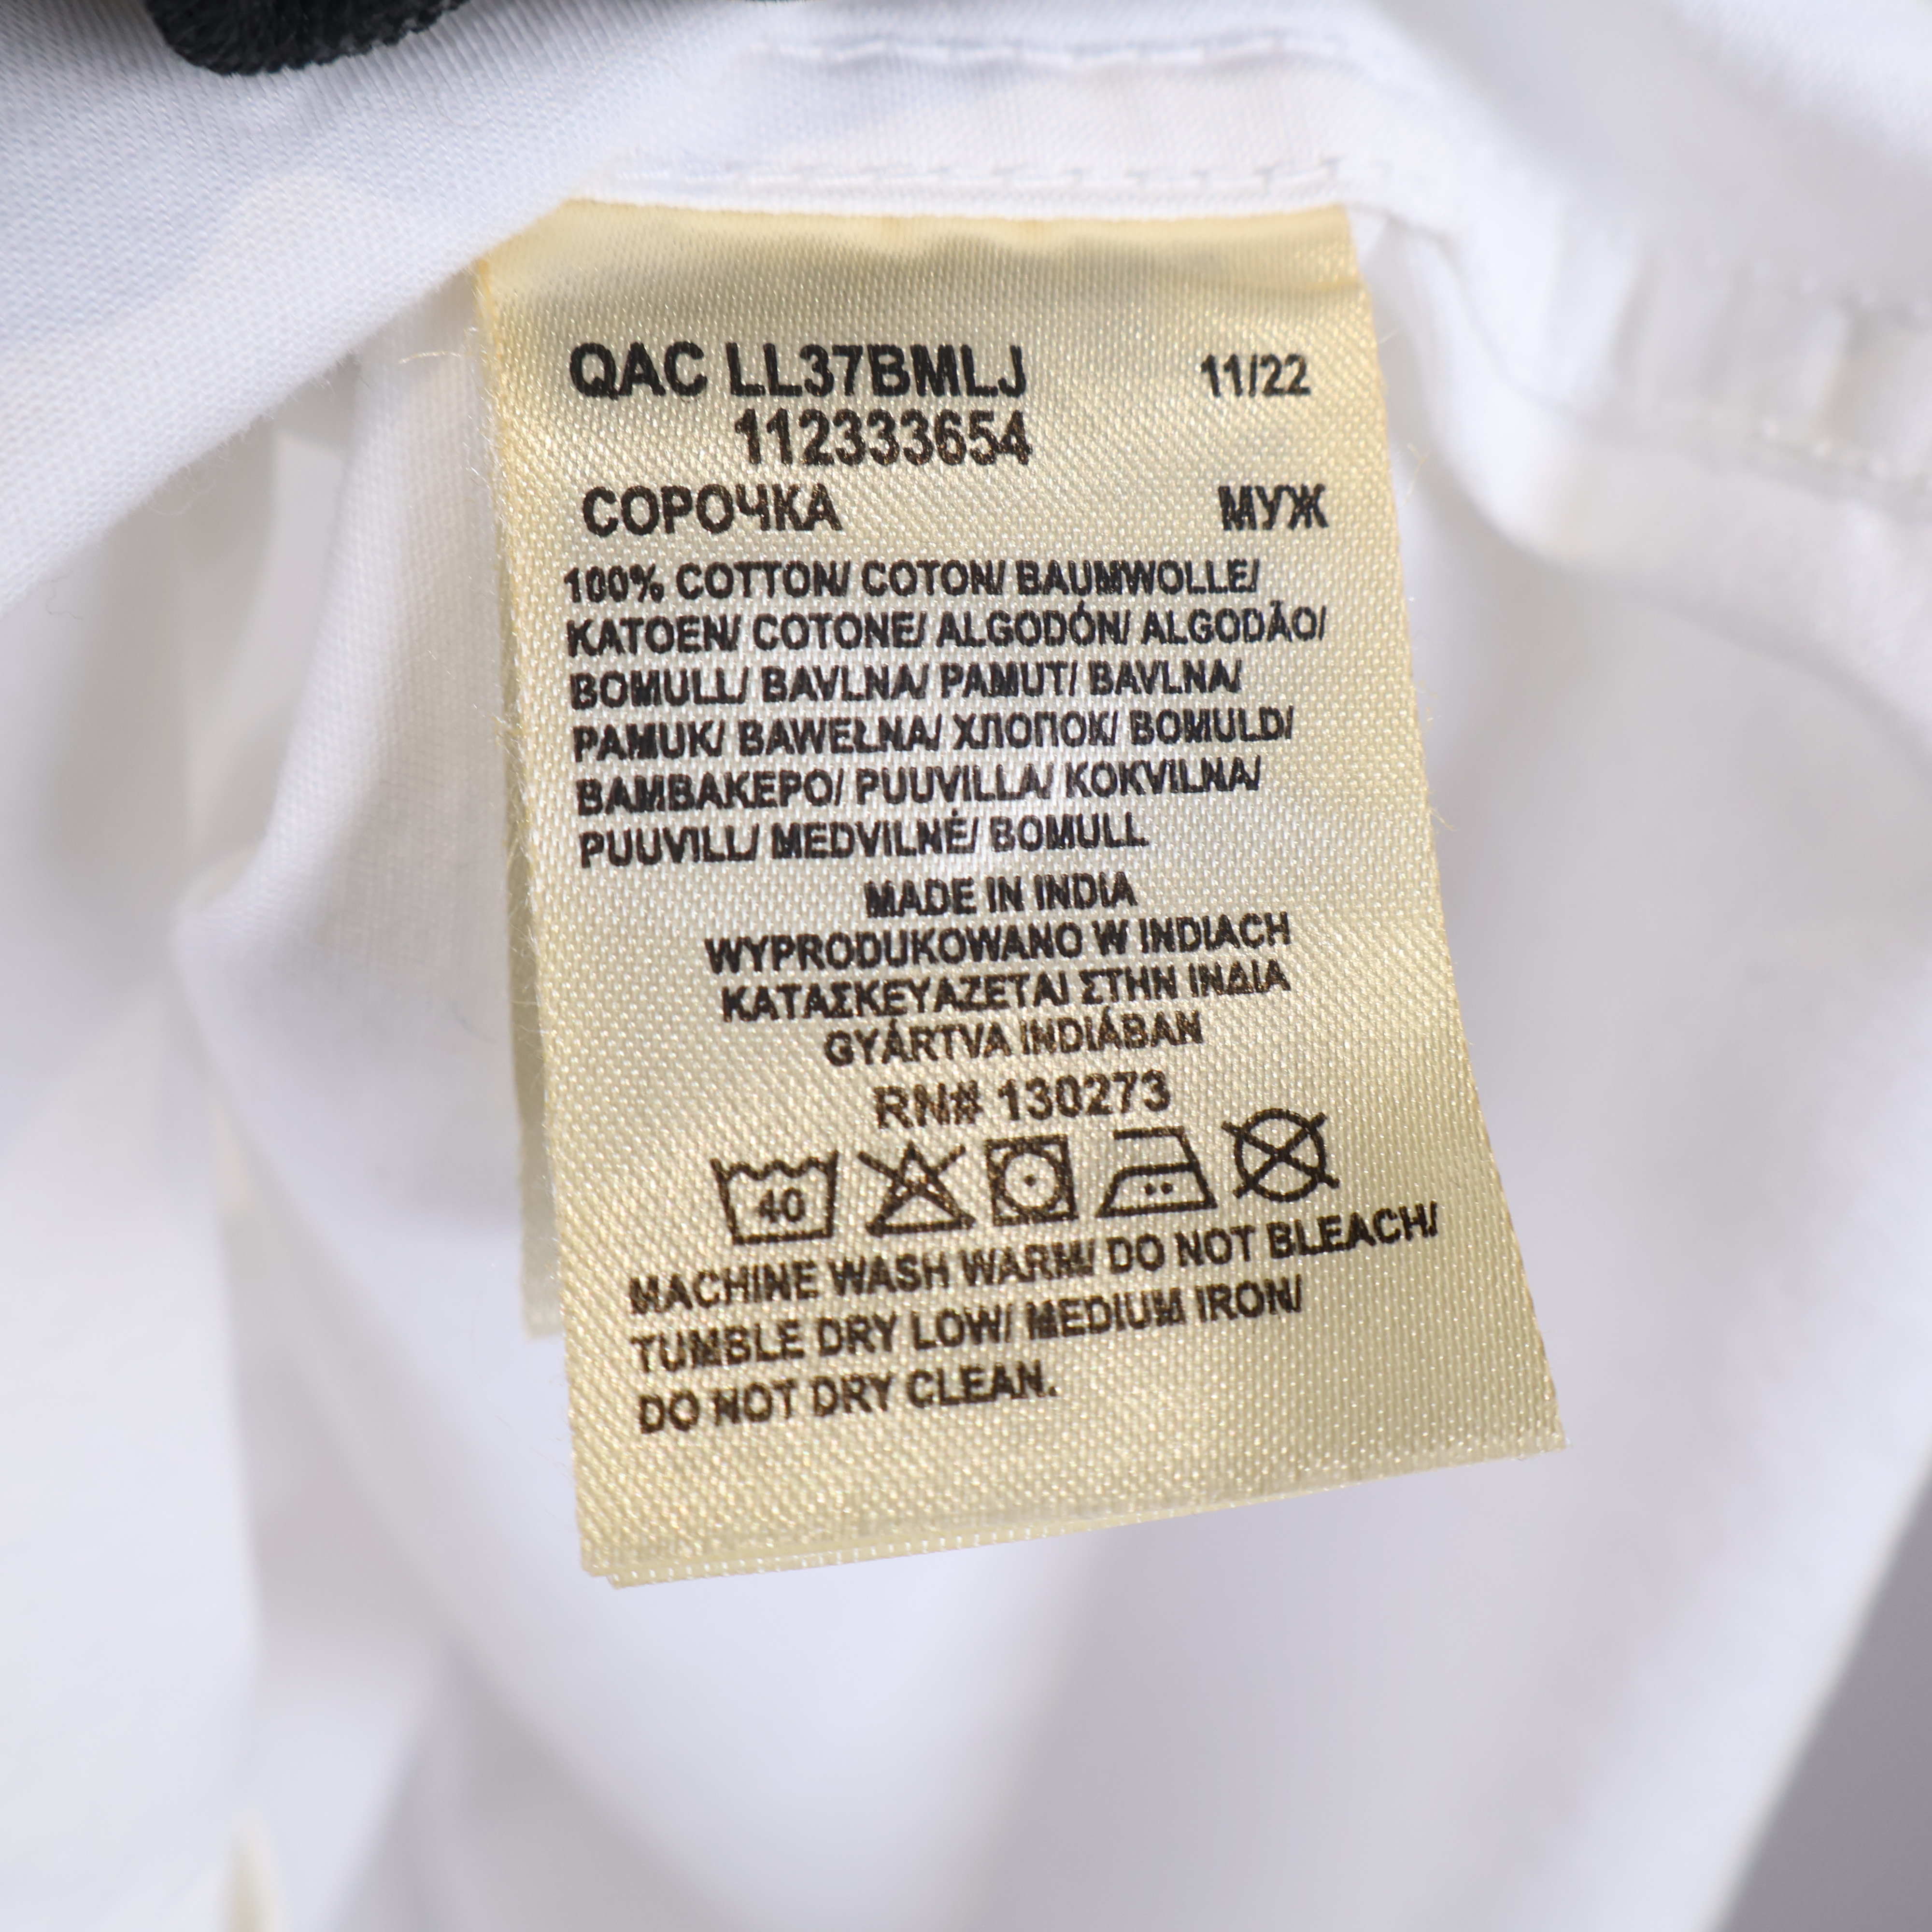 QAC LL37BMLJ 11/22
112333654
СОРОЧКА МУЖ
100% COTTON/ COTON/ BAUMWOLLE/
KATOEN/ COTONE/ ALGODÓN/ ALGODÃO/
BOMULL/ BAVLNA/ PAMUT/ BAVLNA/
PAMUK/ BAWEŁNA/ ХЛОПОК/ BOMULD/
ΒΑΜΒΑΚΕΡΟ/ PUUVILLA/ KOKVILNA/
PUUVILL/ MEDVILNĖ/ BOMULL
MADE IN INDIA
WYPRODUKOWANO W INDIACH
ΚΑΤΑΣΚΕΥΑΖΕΤΑΙ ΣΤΗΝ ΙΝΔΙΑ
GYÁRTVA INDIÁBAN
RN# 130273
40
MACHINE WASH WARM/ DO NOT BLEACH/
TUMBLE DRY LOW/ MEDIUM IRON/
DO NOT DRY CLEAN.